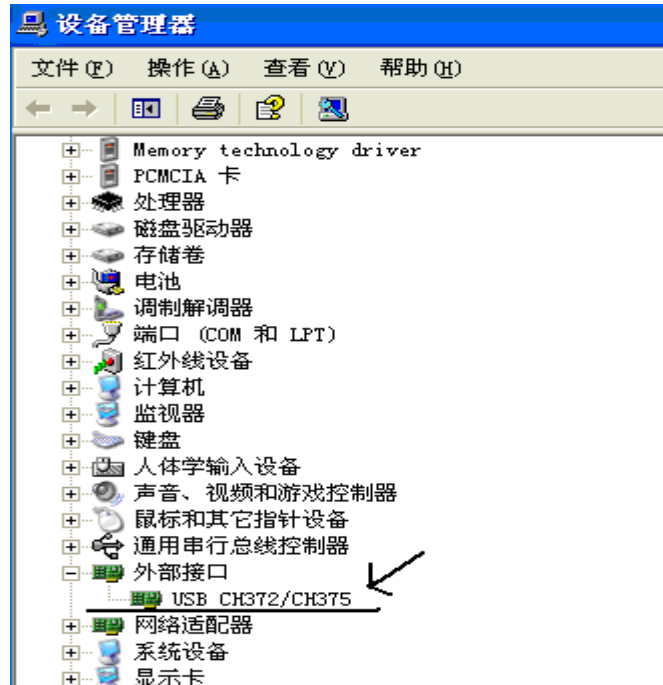 设备管理器
文件(F) 操作(A) 查看(V) 帮助(H)
Memory technology driver
PCMCIA 卡
处理器
磁盘驱动器
存储卷
电池
调制解调器
端口 (COM 和 LPT)
红外线设备
计算机
监视器
键盘
人体学输入设备
声音、视频和游戏控制器
鼠标和其它指针设备
通用串行总线控制器
外部接口
USB CH372/CH375
网络适配器
系统设备
显示卡